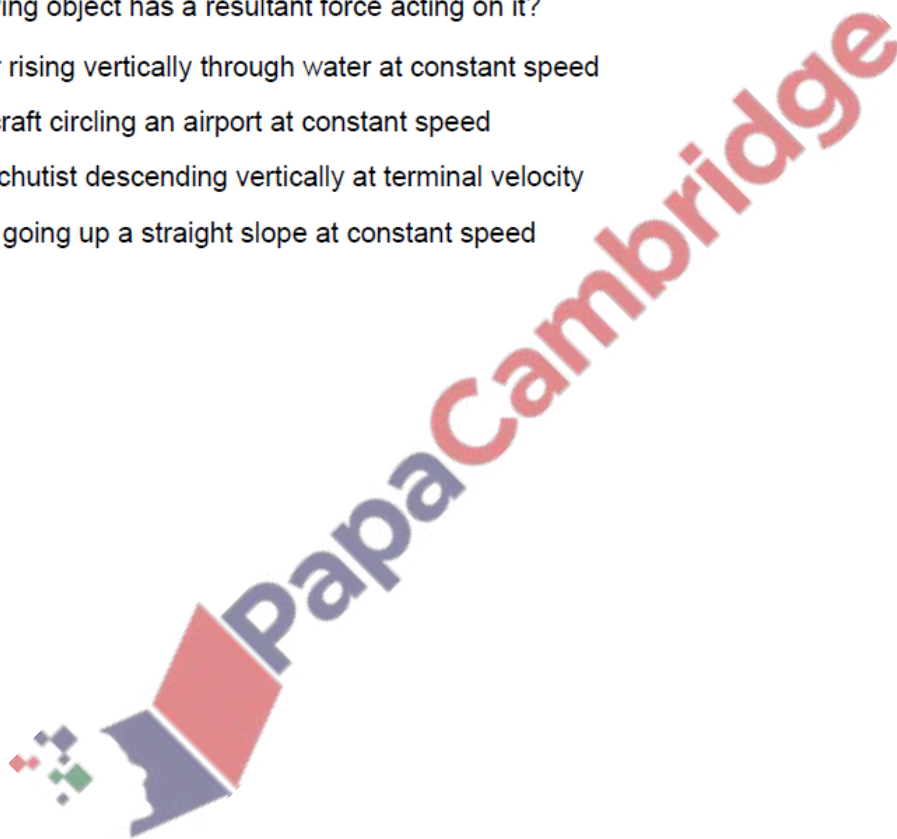 ing object has a resultant force acting on it?
rising vertically through water at constant speed
raft circling an airport at constant speed
chutist descending vertically at terminal velocity
going up a straight slope at constant speed
PapaCambridge